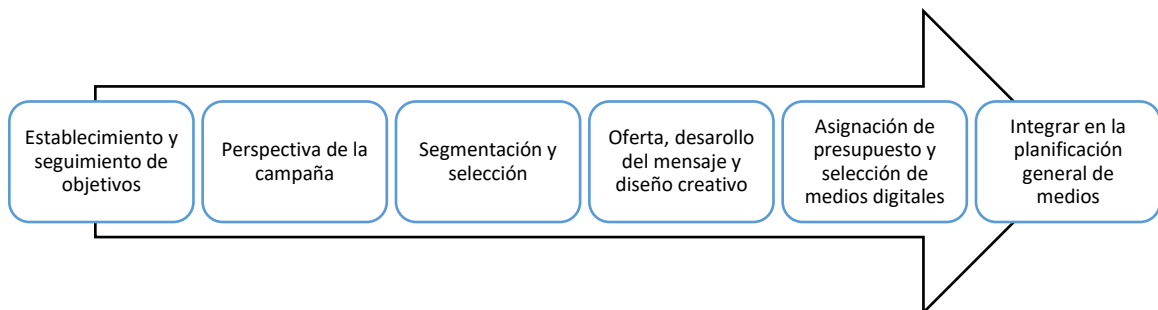 Establecimiento y
seguimiento de
objetivos
Perspectiva de la
campaña
Segmentación y
selección
Oferta, desarollo
del mensaje y
diseño creativo
Asignación de
presupuesto y
selección de
medios digitales
Integrar en la
planificación
general de
medios